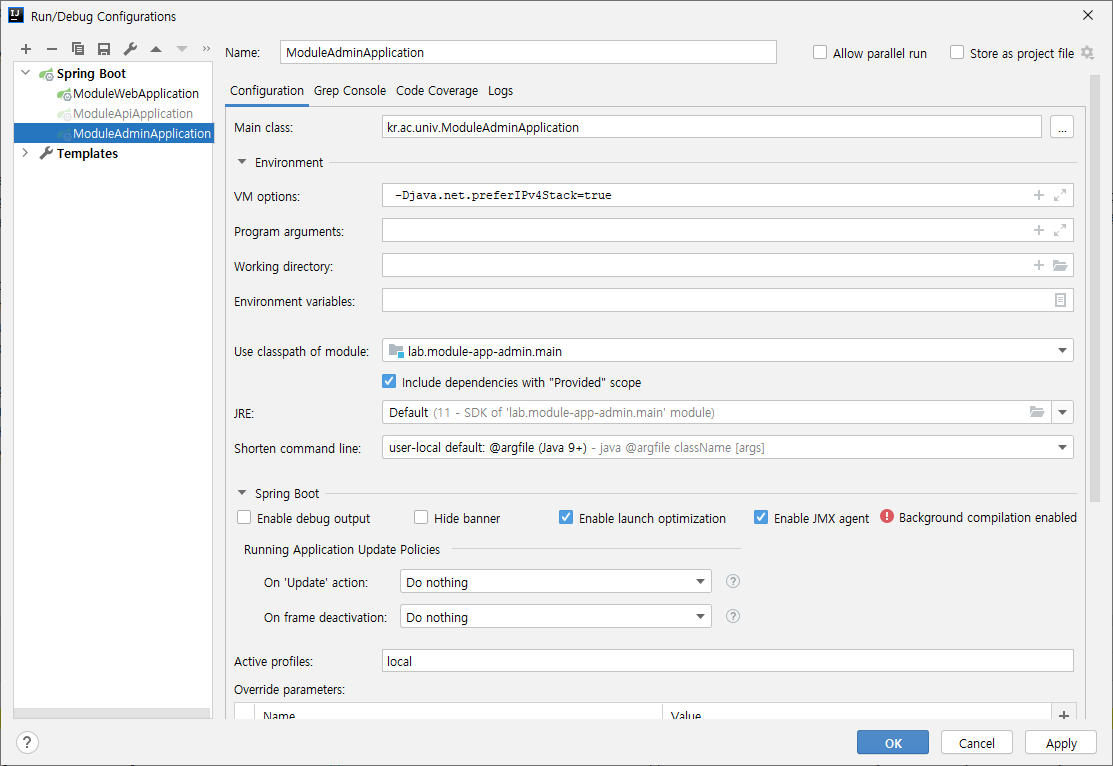 Run/Debug Configurations
Name: ModuleAdminApplication Allow parallel run Store as project file
Spring Boot
ModuleWebApplication
ModuleApiApplication
ModuleAdminApplication
Templates
Configuration Grep Console Code Coverage Logs
Main class: kr.ac.univ.ModuleAdminApplication ...
Environment
VM options: -Djava.net.preferIPv4Stack=true
Program arguments:
Working directory:
Environment variables:
Use classpath of module: lab.module-app-admin.main
Include dependencies with "Provided" scope
JRE: Default (11 - SDK of 'lab.module-app-admin.main' module)
Shorten command line: user-local default: @argfile (Java 9+) - java @argfile className [args]
Spring Boot
Enable debug output Hide banner Enable launch optimization Enable JMX agent Background compilation enabled
Running Application Update Policies
On 'Update' action: Do nothing ?
On frame deactivation: Do nothing ?
Active profiles: local
Override parameters:
Name Value
? OK Cancel Apply